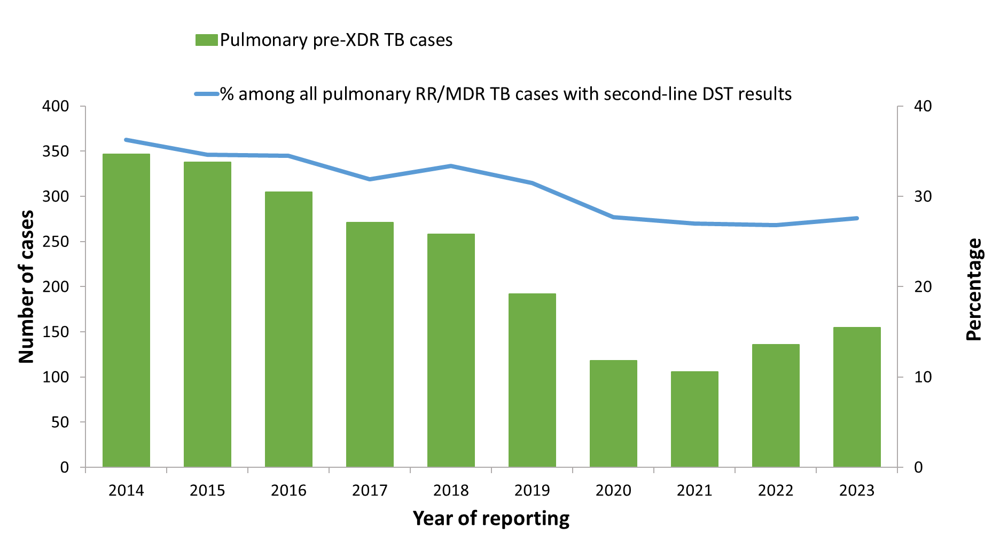 Pulmonary pre-XDR TB cases
% among all pulmonary RR/MDR TB cases with second-line DST results
400
350
300
250
200
150
100
50
0
Number of cases
40
30
20
10
0
Percentage
2014 2015 2016 2017 2018 2019 2020 2021 2022 2023
Year of reporting